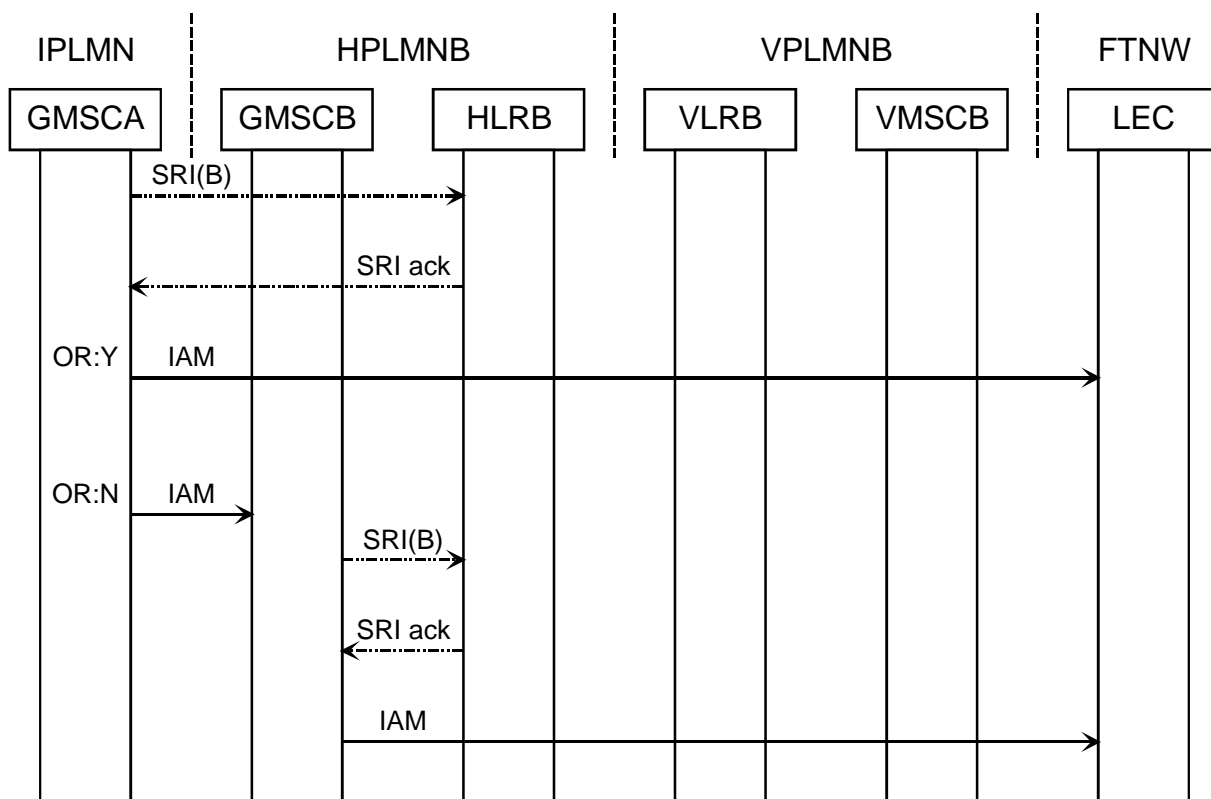 IPLMN HPLMNB VPLMNB FTNW
GMSCA GMSCB HLRB VLRB VMSCB LEC
SRI(B)
SRI ack
OR:Y IAM
OR:N IAM
SRI(B)
SRI ack
IAM